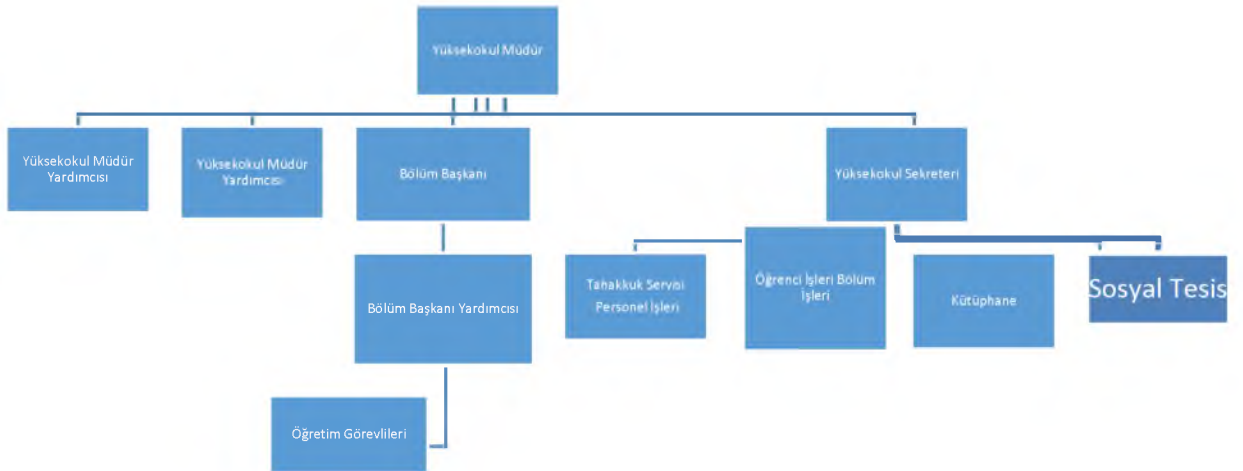 Yüksekokul Müdür
Yüksekokul Müdür
Yardımcısı
Yüksekokul Müdür
Yardımcısı
Bölüm Başkanı
Yüksekokul Sekreteri
Bölüm Başkanı Yardımcısı
Tahakkuk Servisi
Personel İşleri
Öğrenci İşleri Bölüm
İşleri
Kütüphane
Sosyal Tesis
Öğretim Görevlileri